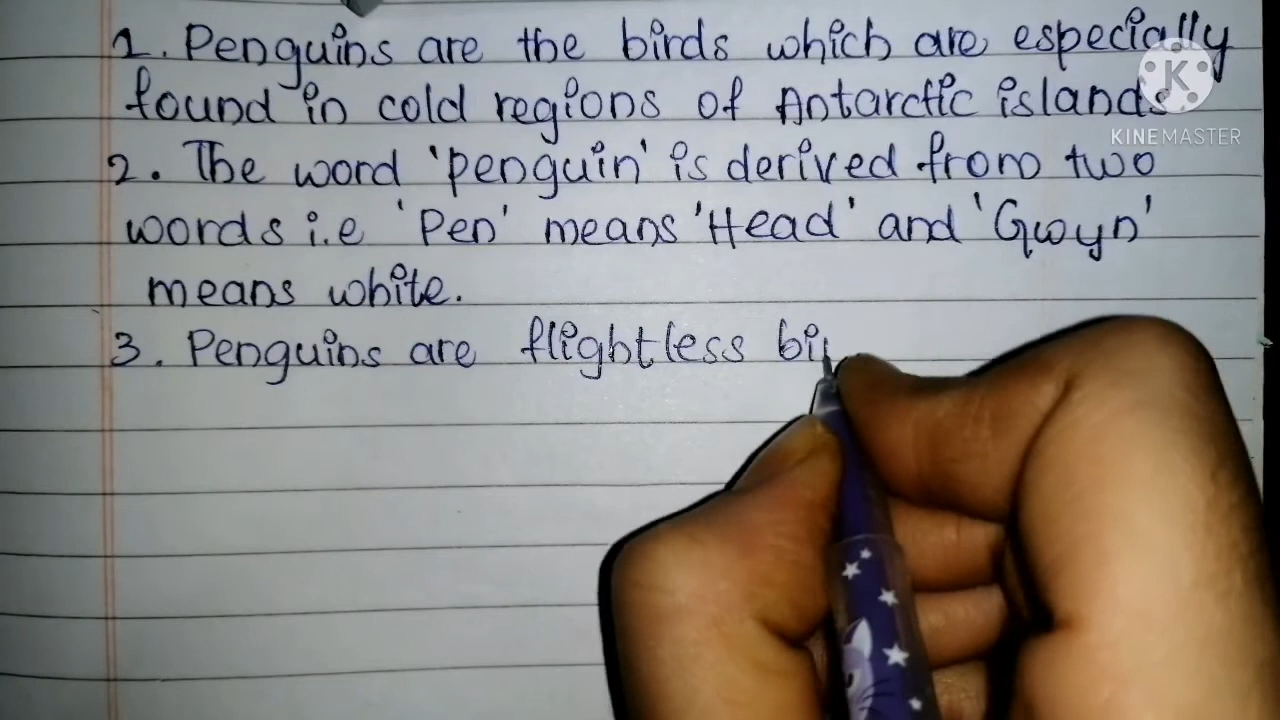 1. Penguins are the birds which are especially
found in cold regions of Antarctic islands
2. The word 'penguin' is derived from two
words i.e 'Pen' means 'Head' and 'Gwyn'
means white.
3. Penguins are flightless bi
K
KINEMASTER